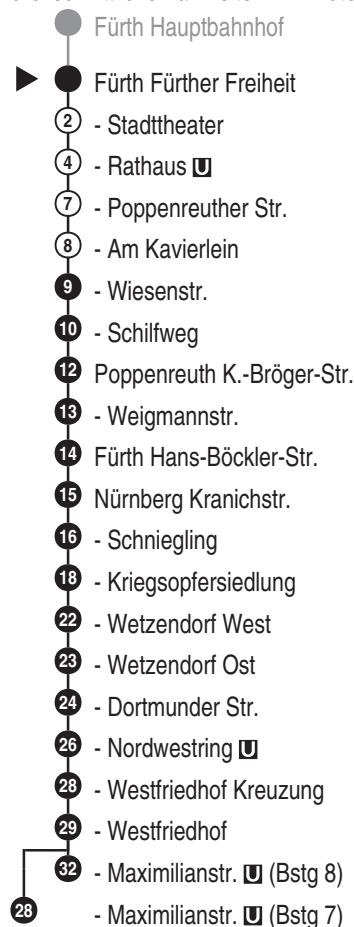 Fürth Hauptbahnhof
Fürth Fürther Freiheit
2 - Stadttheater
4 - Rathaus U
7 - Poppenreuther Str.
8 - Am Kavierlein
9 - Wiesenstr.
10 - Schilfweg
12 Poppenreuth K.-Bröger-Str.
13 - Weigmannstr.
14 Fürth Hans-Böckler-Str.
15 Nürnberg Kranichstr.
16 - Schniegling
18 - Kriegsopfersiedlung
22 - Wetzendorf West
23 - Wetzendorf Ost
24 - Dortmunder Str.
26 - Nordwestring U
28 - Westfriedhof Kreuzung
29 - Westfriedhof
32 - Maximilianstr. U (Bstg 8)
28 - Maximilianstr. U (Bstg 7)